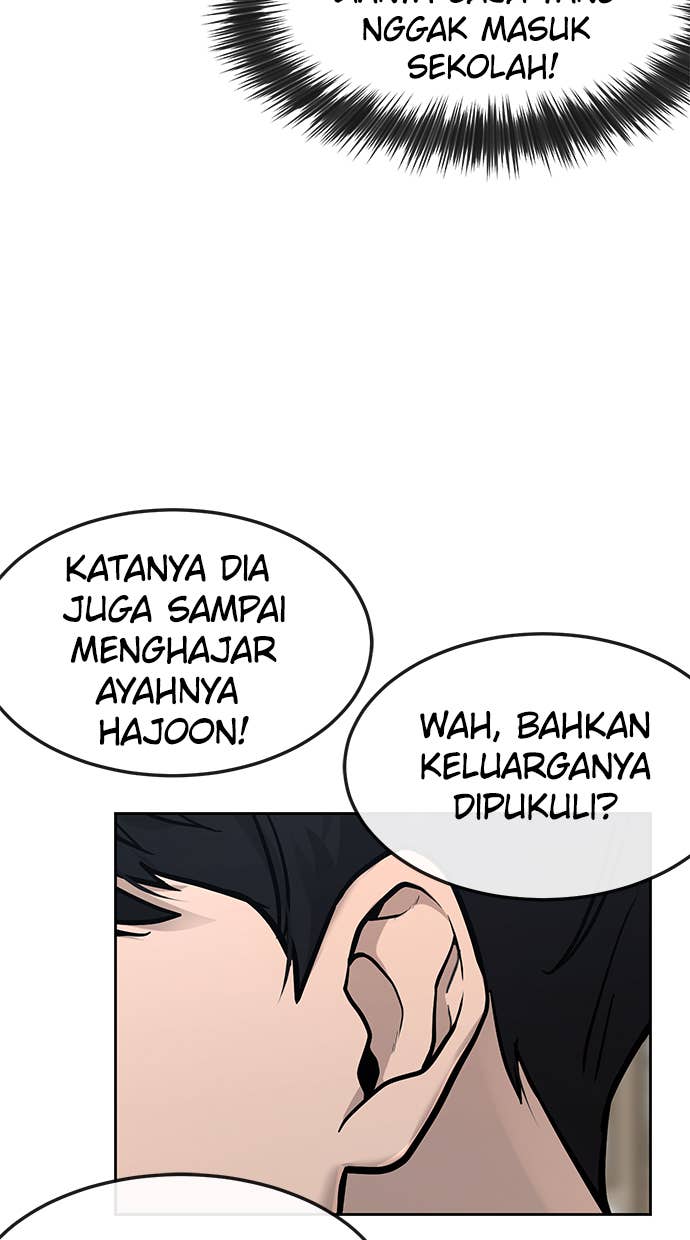 NGGAK MASUK
SEKOLAH!
KATANYA DIA
JUGA SAMPAI
MENGHAJAR
AYAHNYA
HAJOON!
WAH, BAHKAN
KELUARGANYA
DIPUKULI?